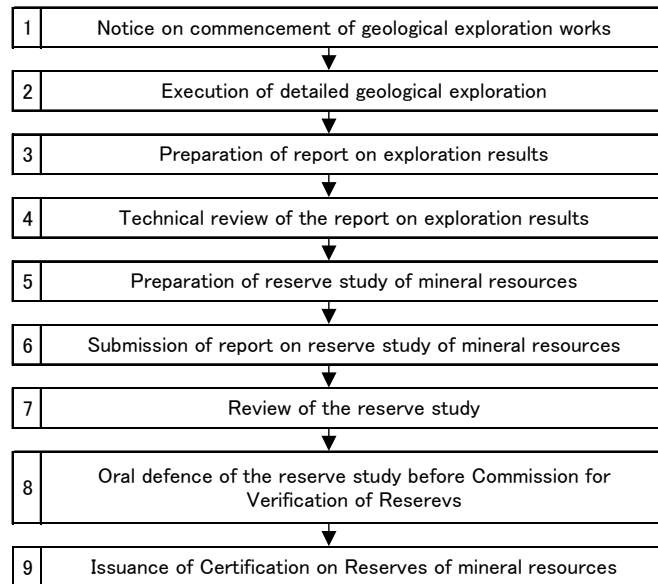 1 Notice on commencement of geological exploration works
2 Execution of detailed geological exploration
3 Preparation of report on exploration results
4 Technical review of the report on exploration results
5 Preparation of reserve study of mineral resources
6 Submission of report on reserve study of mineral resources
7 Review of the reserve study
8 Oral defence of the reserve study before Commission for
Verification of Reserevs
9 Issuance of Certification on Reserves of mineral resources